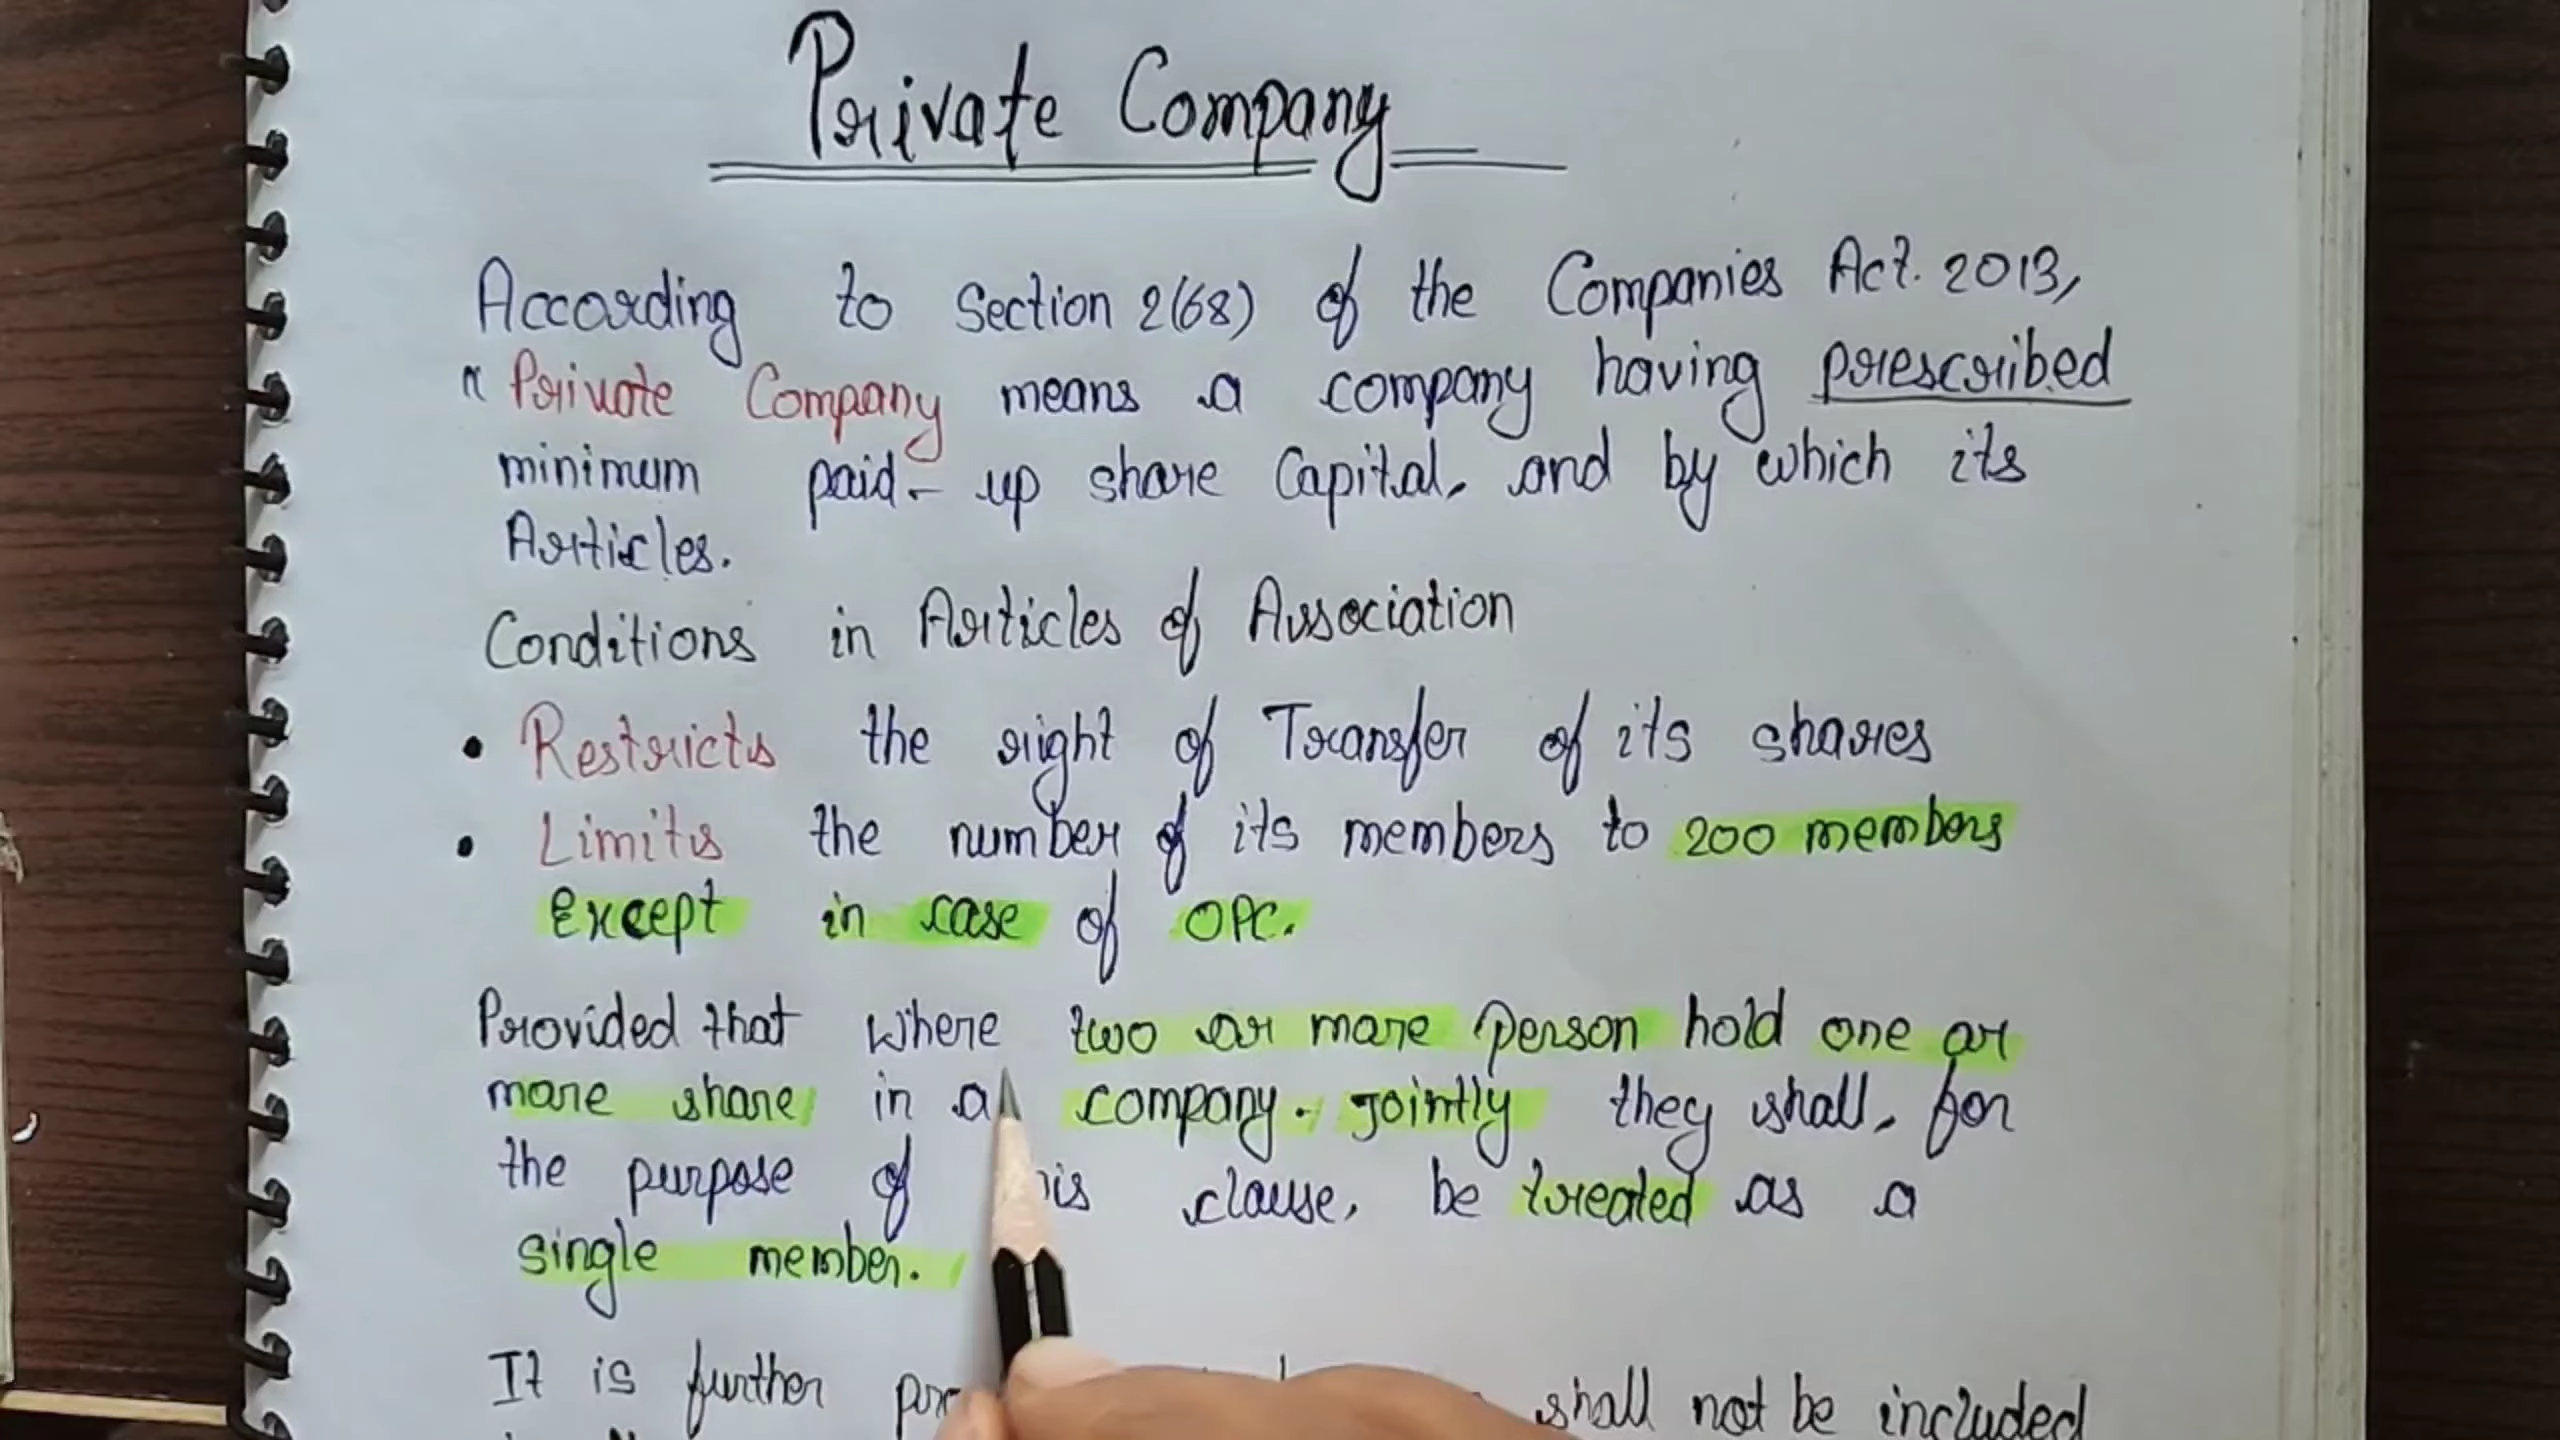 Private Company
According to Section 2(68) of the Companies Act. 2013,
"Private Company means a company having prescribed
minimum paid-up share Capital, and by which its
Articles.
Conditions in Articles of Association
• Restricts the right of Transfer of its shares
• Limits the number of its members to 200 members
Except in case of OPC.
Provided that where two or more person hold one or
more share in a company. Jointly they shall, for
the purpose of clause, be treated as a
single member.
It is further shall not be included